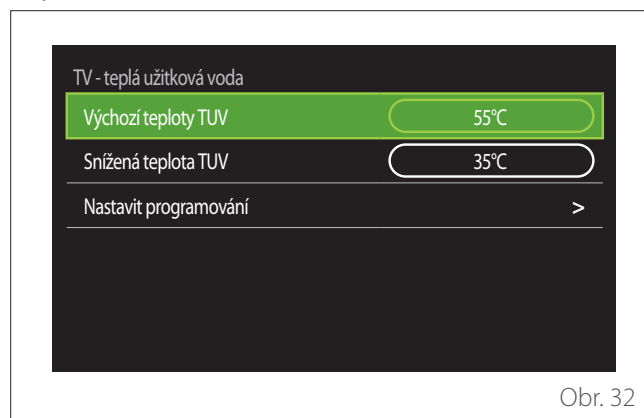 TV - teplá užitková voda
Výchozí teploty TUV 55°C
Snížená teplota TUV 35°C
Nastavit programování >
Obr. 32